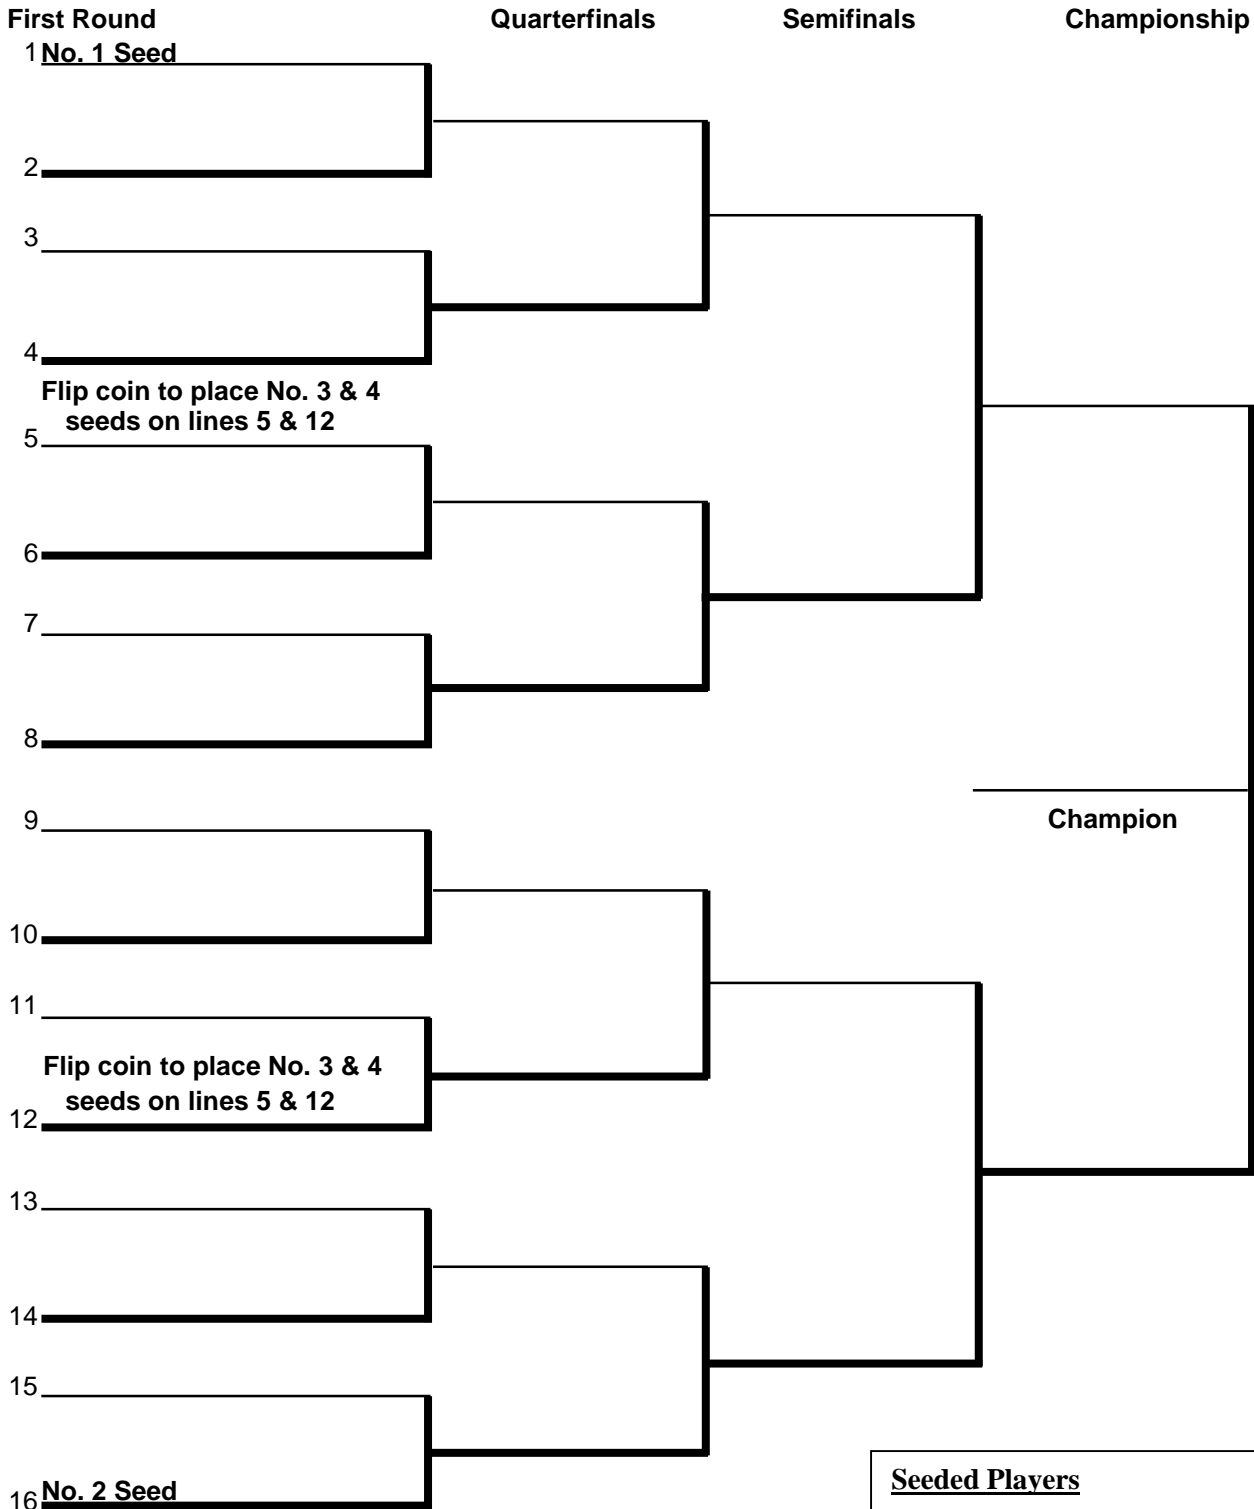 First Round Quarterfinals Semifinals Championship
1 No. 1 Seed
2
3
4
Flip coin to place No. 3 & 4
seeds on lines 5 & 12
5
6
7
8
9
Champion
10
11
Flip coin to place No. 3 & 4
seeds on lines 5 & 12
12
13
14
15
16 No. 2 Seed
Seeded Players